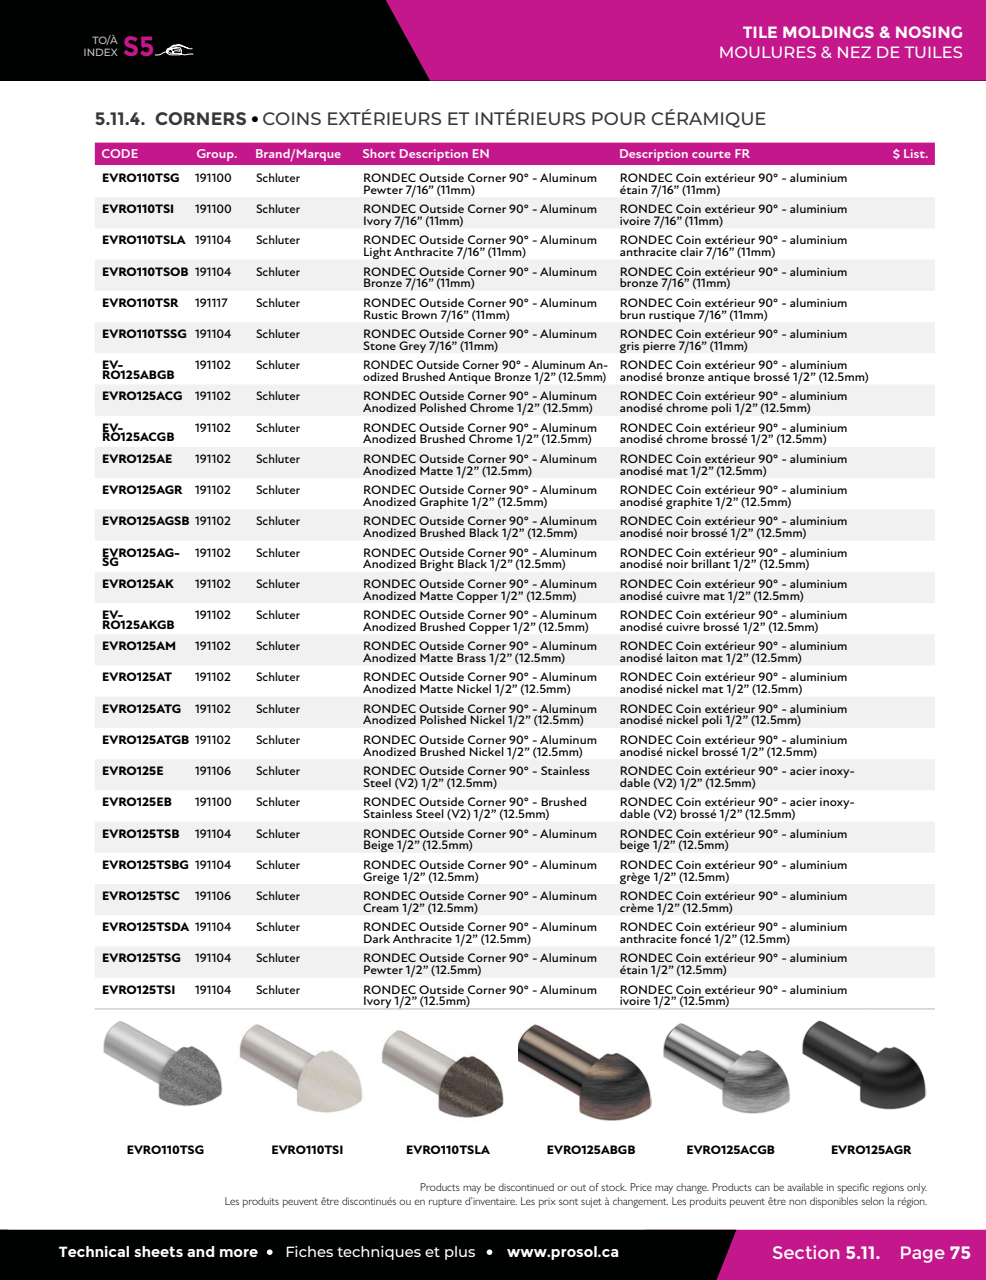 TO/À
INDEX S5
TILE MOLDINGS & NOSING
MOULURES & NEZ DE TUILES
5.11.4. CORNERS • COINS EXTÉRIEURS ET INTÉRIEURS POUR CÉRAMIQUE
CODE Group. Brand/Marque Short Description EN Description courte FR $ List.
EVRO110TSG 191100 Schluter RONDEC Outside Corner 90° - Aluminum RONDEC Coin extérieur 90° - aluminium
Pewter 7/16” (11mm) étain 7/16” (11mm)
EVRO110TSI 191100 Schluter RONDEC Outside Corner 90° - Aluminum RONDEC Coin extérieur 90° - aluminium
Ivory 7/16” (11mm) ivoire 7/16” (11mm)
EVRO110TSLA 191104 Schluter RONDEC Outside Corner 90° - Aluminum RONDEC Coin extérieur 90° - aluminium
Light Anthracite 7/16” (11mm) anthracite clair 7/16” (11mm)
EVRO110TSOB 191104 Schluter RONDEC Outside Corner 90° - Aluminum RONDEC Coin extérieur 90° - aluminium
Bronze 7/16” (11mm) bronze 7/16” (11mm)
EVRO110TSR 191117 Schluter RONDEC Outside Corner 90° - Aluminum RONDEC Coin extérieur 90° - aluminium
Rustic Brown 7/16” (11mm) brun rustique 7/16” (11mm)
EVRO110TSSG 191104 Schluter RONDEC Outside Corner 90° - Aluminum RONDEC Coin extérieur 90° - aluminium
Stone Grey 7/16” (11mm) gris pierre 7/16” (11mm)
EV- 191102 Schluter RONDEC Outside Corner 90° - Aluminum An- RONDEC Coin extérieur 90° - aluminium
RO125ABGB odized Brushed Antique Bronze 1/2” (12.5mm) anodisé bronze antique brossé 1/2” (12.5mm)
EVRO125ACG 191102 Schluter RONDEC Outside Corner 90° - Aluminum RONDEC Coin extérieur 90° - aluminium
Anodized Polished Chrome 1/2” (12.5mm) anodisé chrome poli 1/2” (12.5mm)
EV- 191102 Schluter RONDEC Outside Corner 90° - Aluminum RONDEC Coin extérieur 90° - aluminium
RO125ACGB Anodized Brushed Chrome 1/2” (12.5mm) anodisé chrome brossé 1/2” (12.5mm)
EVRO125AE 191102 Schluter RONDEC Outside Corner 90° - Aluminum RONDEC Coin extérieur 90° - aluminium
Anodized Matte 1/2” (12.5mm) anodisé mat 1/2” (12.5mm)
EVRO125AGR 191102 Schluter RONDEC Outside Corner 90° - Aluminum RONDEC Coin extérieur 90° - aluminium
Anodized Graphite 1/2” (12.5mm) anodisé graphite 1/2” (12.5mm)
EVRO125AGSB 191102 Schluter RONDEC Outside Corner 90° - Aluminum RONDEC Coin extérieur 90° - aluminium
Anodized Brushed Black 1/2” (12.5mm) anodisé noir brossé 1/2” (12.5mm)
EVRO125AG- 191102 Schluter RONDEC Outside Corner 90° - Aluminum RONDEC Coin extérieur 90° - aluminium
SG Anodized Bright Black 1/2” (12.5mm) anodisé noir brillant 1/2” (12.5mm)
EVRO125AK 191102 Schluter RONDEC Outside Corner 90° - Aluminum RONDEC Coin extérieur 90° - aluminium
Anodized Matte Copper 1/2” (12.5mm) anodisé cuivre mat 1/2” (12.5mm)
EV- 191102 Schluter RONDEC Outside Corner 90° - Aluminum RONDEC Coin extérieur 90° - aluminium
RO125AKGB Anodized Brushed Copper 1/2” (12.5mm) anodisé cuivre brossé 1/2” (12.5mm)
EVRO125AM 191102 Schluter RONDEC Outside Corner 90° - Aluminum RONDEC Coin extérieur 90° - aluminium
Anodized Matte Brass 1/2” (12.5mm) anodisé laiton mat 1/2” (12.5mm)
EVRO125AT 191102 Schluter RONDEC Outside Corner 90° - Aluminum RONDEC Coin extérieur 90° - aluminium
Anodized Matte Nickel 1/2” (12.5mm) anodisé nickel mat 1/2” (12.5mm)
EVRO125ATG 191102 Schluter RONDEC Outside Corner 90° - Aluminum RONDEC Coin extérieur 90° - aluminium
Anodized Polished Nickel 1/2” (12.5mm) anodisé nickel poli 1/2” (12.5mm)
EVRO125ATGB 191102 Schluter RONDEC Outside Corner 90° - Aluminum RONDEC Coin extérieur 90° - aluminium
Anodized Brushed Nickel 1/2” (12.5mm) anodisé nickel brossé 1/2” (12.5mm)
EVRO125E 191106 Schluter RONDEC Outside Corner 90° - Stainless RONDEC Coin extérieur 90° - acier inoxy-
Steel (V2) 1/2” (12.5mm) dable (V2) 1/2” (12.5mm)
EVRO125EB 191100 Schluter RONDEC Outside Corner 90° - Brushed RONDEC Coin extérieur 90° - acier inoxy-
Stainless Steel (V2) 1/2” (12.5mm) dable (V2) brossé 1/2” (12.5mm)
EVRO125TSB 191104 Schluter RONDEC Outside Corner 90° - Aluminum RONDEC Coin extérieur 90° - aluminium
Beige 1/2” (12.5mm) beige 1/2” (12.5mm)
EVRO125TSBG 191104 Schluter RONDEC Outside Corner 90° - Aluminum RONDEC Coin extérieur 90° - aluminium
Greige 1/2” (12.5mm) grège 1/2” (12.5mm)
EVRO125TSC 191106 Schluter RONDEC Outside Corner 90° - Aluminum RONDEC Coin extérieur 90° - aluminium
Cream 1/2” (12.5mm) crème 1/2” (12.5mm)
EVRO125TSDA 191104 Schluter RONDEC Outside Corner 90° - Aluminum RONDEC Coin extérieur 90° - aluminium
Dark Anthracite 1/2” (12.5mm) anthracite foncé 1/2” (12.5mm)
EVRO125TSG 191104 Schluter RONDEC Outside Corner 90° - Aluminum RONDEC Coin extérieur 90° - aluminium
Pewter 1/2” (12.5mm) étain 1/2” (12.5mm)
EVRO125TSI 191104 Schluter RONDEC Outside Corner 90° - Aluminum RONDEC Coin extérieur 90° - aluminium
Ivory 1/2” (12.5mm) ivoire 1/2” (12.5mm)
EVRO110TSG EVRO110TSI EVRO110TSLA EVRO125ABGB EVRO125ACGB EVRO125AGR
Products may be discontinued or out of stock. Price may change. Products can be available in specific regions only.
Les produits peuvent être discontinués ou en rupture d’inventaire. Les prix sont sujet à changement. Les produits peuvent être non disponibles selon la région.
Technical sheets and more • Fiches techniques et plus • www.prosol.ca
Section 5.11. Page 75